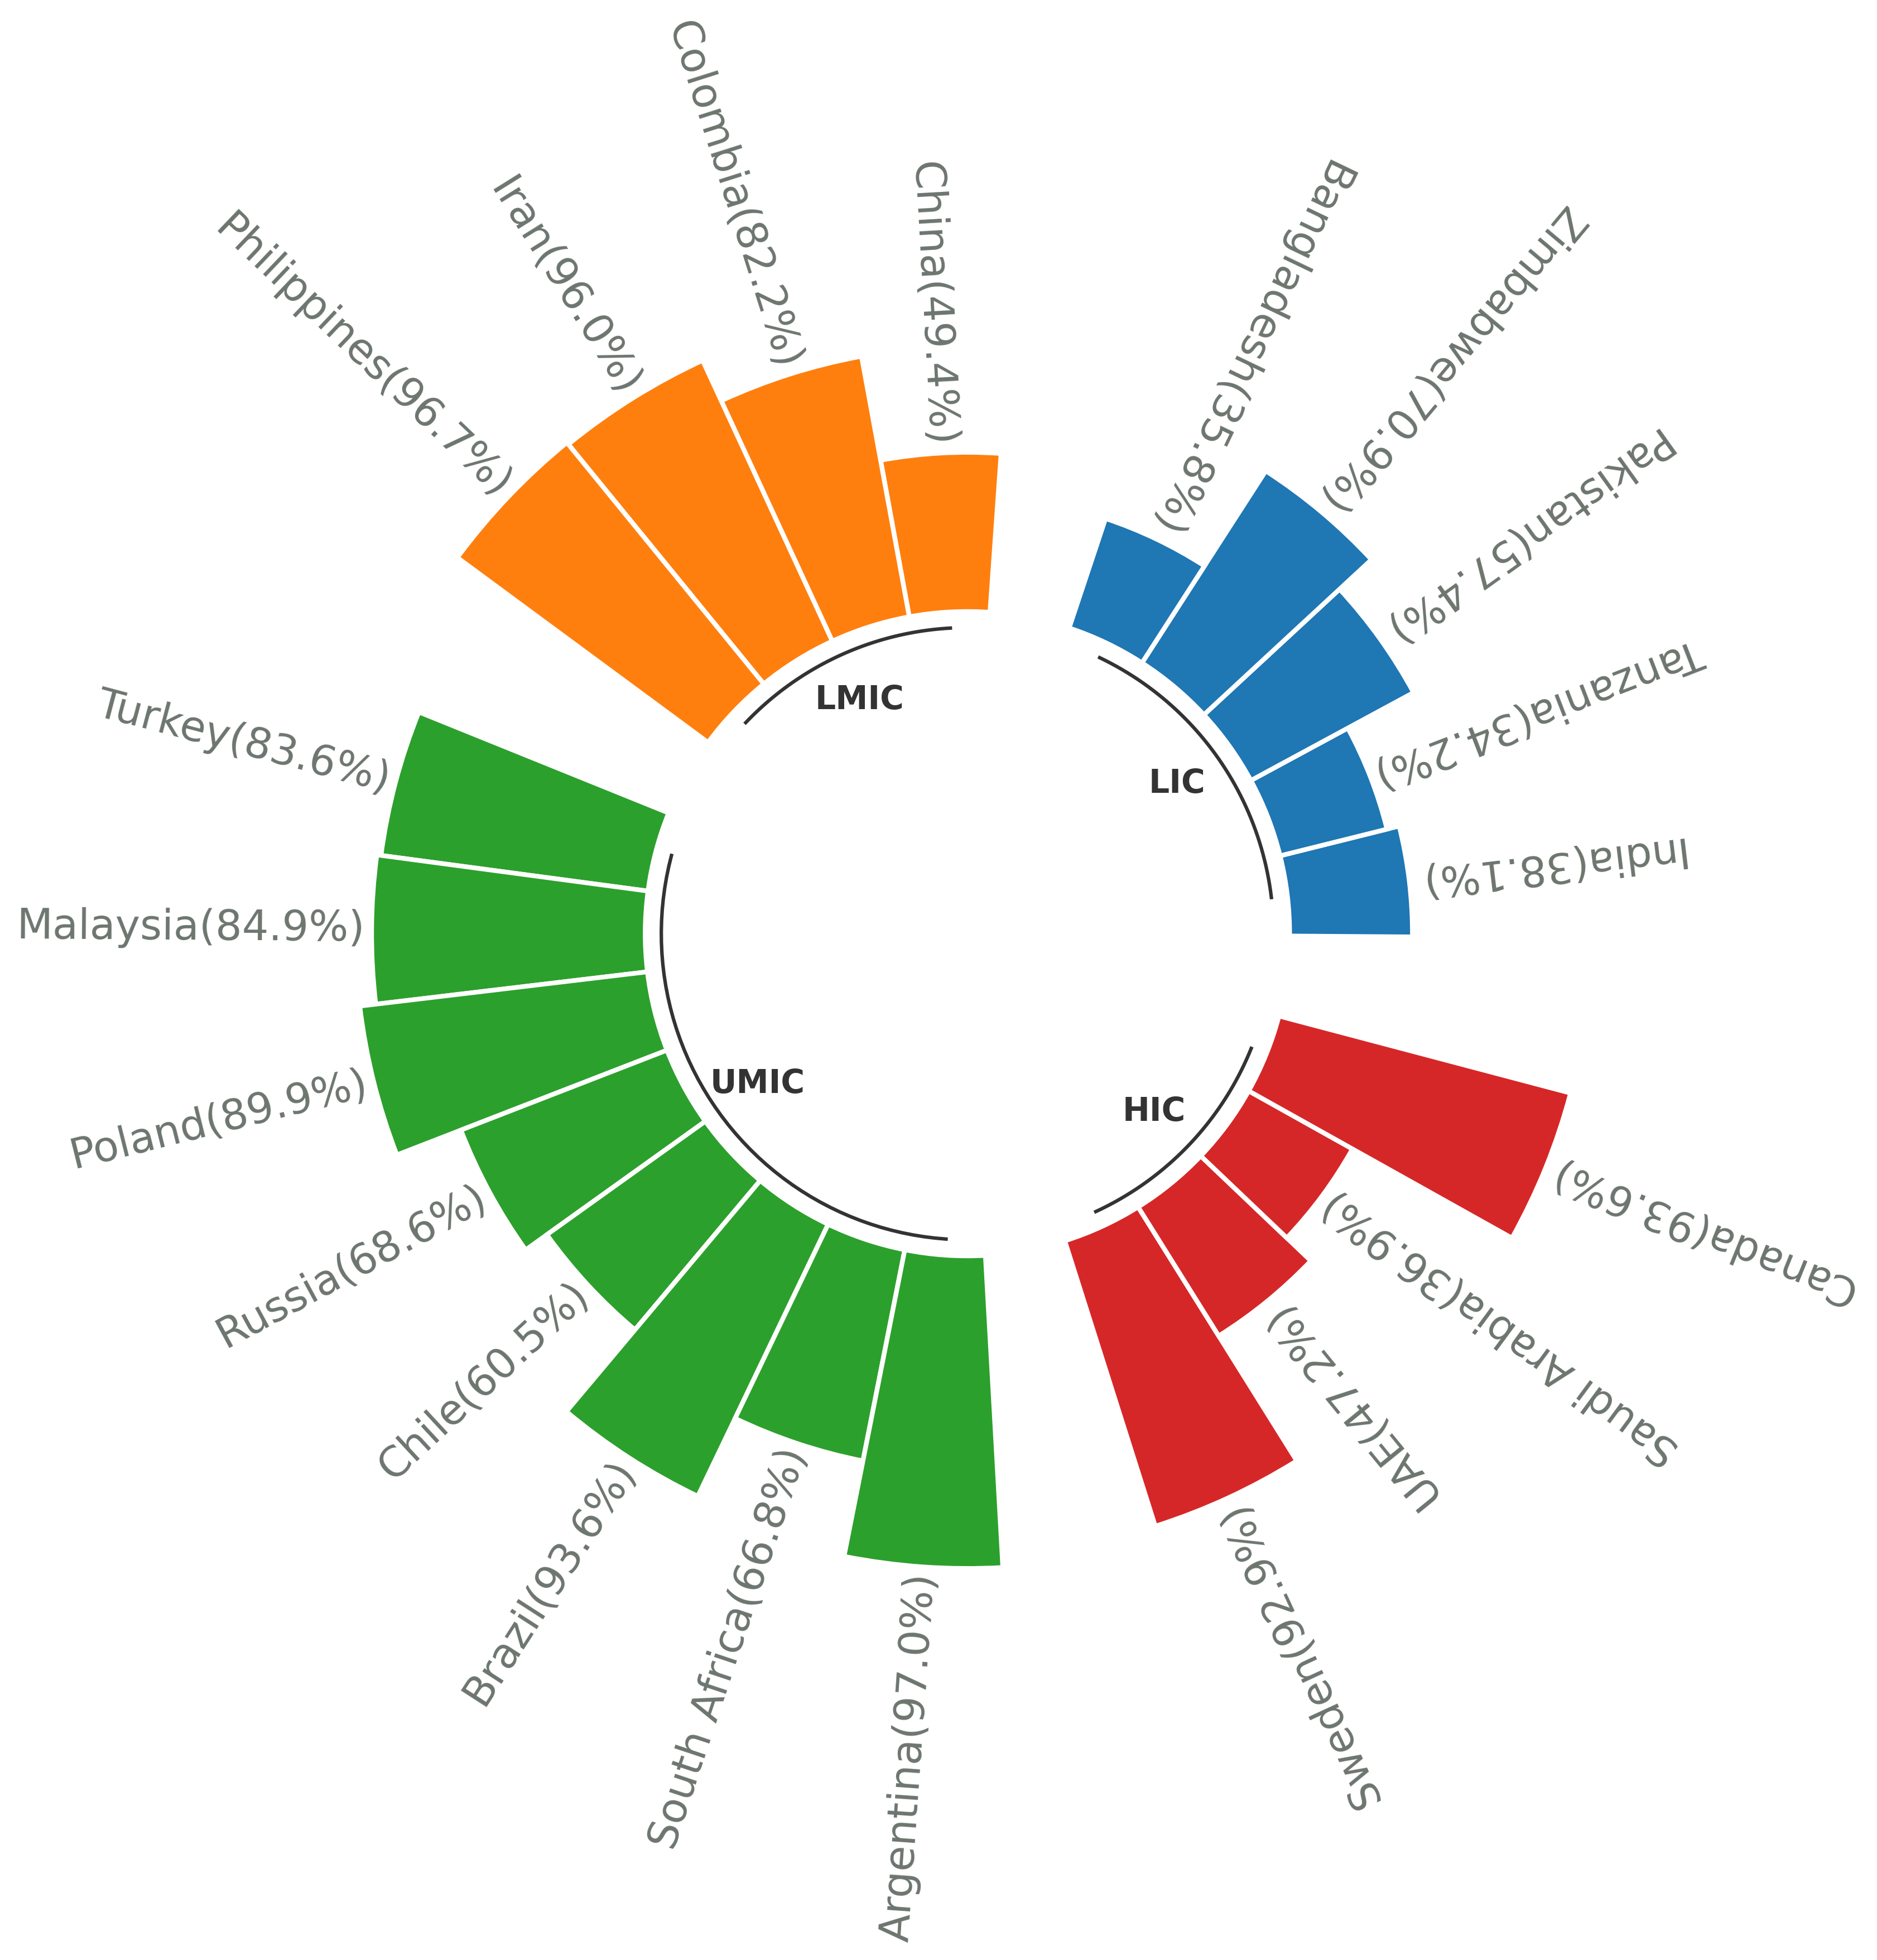 Colombia(82.2%)
China(49.4%)
Iran(96.0%)
Philippines(96.7%)
Bangladesh(35.8%)
Zimbabwe(70.9%)
Pakistan(57.4%)
Tanzania(34.2%)
India(38.1%)
LMIC
LIC
Turkey(83.6%)
Malaysia(84.9%)
Poland(89.9%)
Russia(68.6%)
Chile(60.5%)
Brazil(93.6%)
South Africa(66.8%)
Argentina(97.0%)
UMIC
HIC
Canada(93.6%)
Saudi Arabia(36.9%)
UAE(47.2%)
Sweden(92.9%)